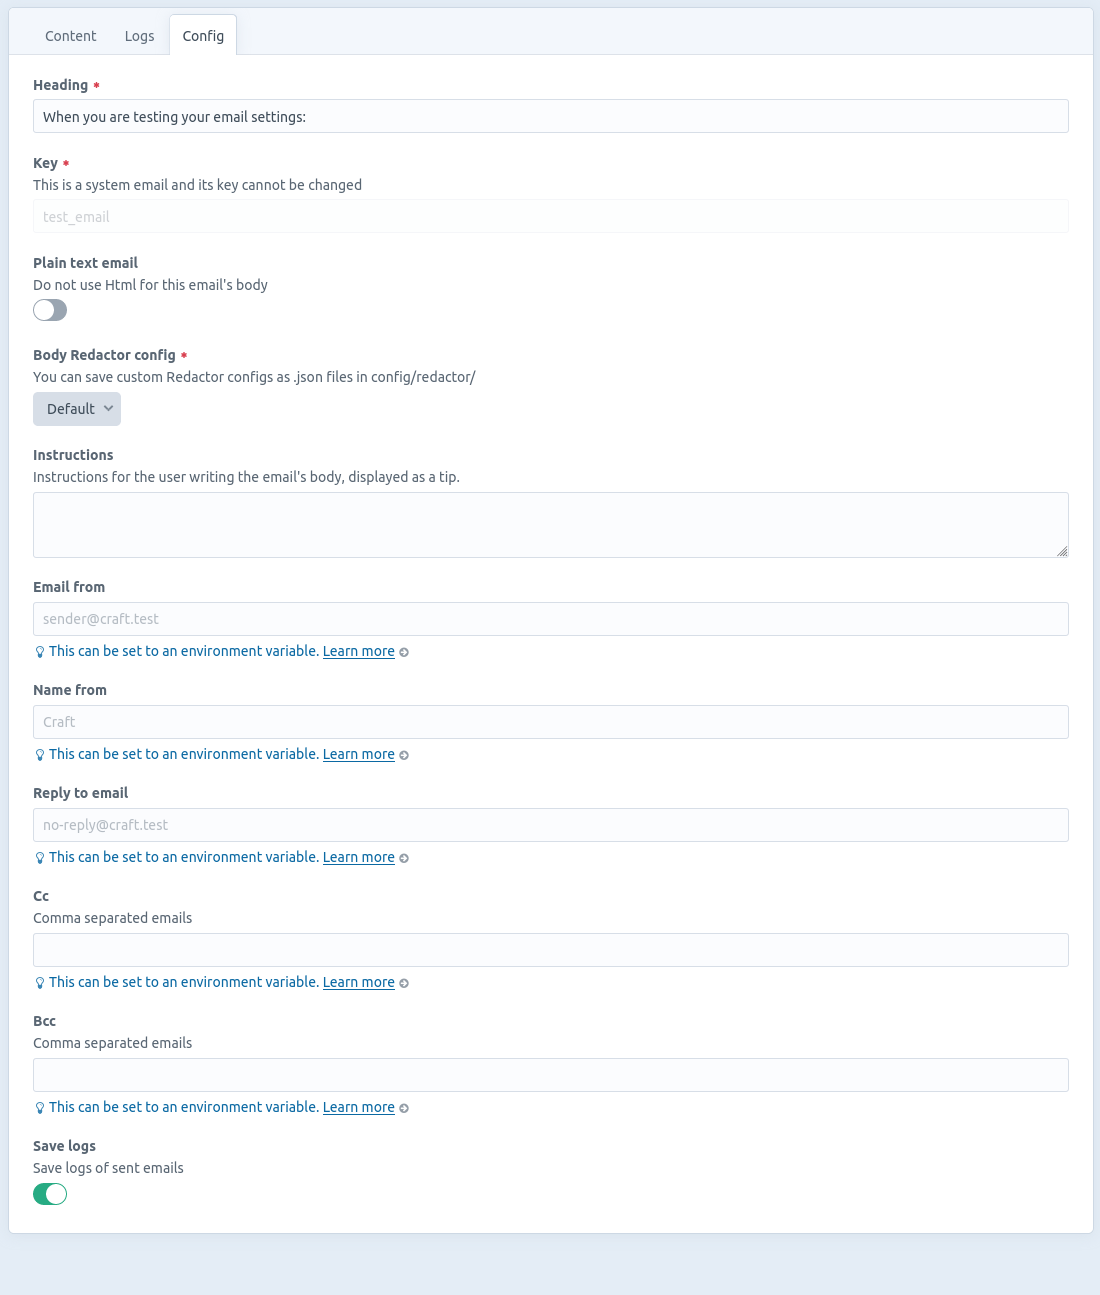 Content Logs Config
Heading *
When you are testing your email settings:
Key *
This is a system email and its key cannot be changed
test_email
Plain text email
Do not use Html for this email's body
Body Redactor config *
You can save custom Redactor configs as .json files in config/redactor/
Default
Instructions
Instructions for the user writing the email's body, displayed as a tip.
Email from
sender@craft.test
This can be set to an environment variable. Learn more
Name from
Craft
This can be set to an environment variable. Learn more
Reply to email
no-reply@craft.test
This can be set to an environment variable. Learn more
Cc
Comma separated emails
This can be set to an environment variable. Learn more
Bcc
Comma separated emails
This can be set to an environment variable. Learn more
Save logs
Save logs of sent emails